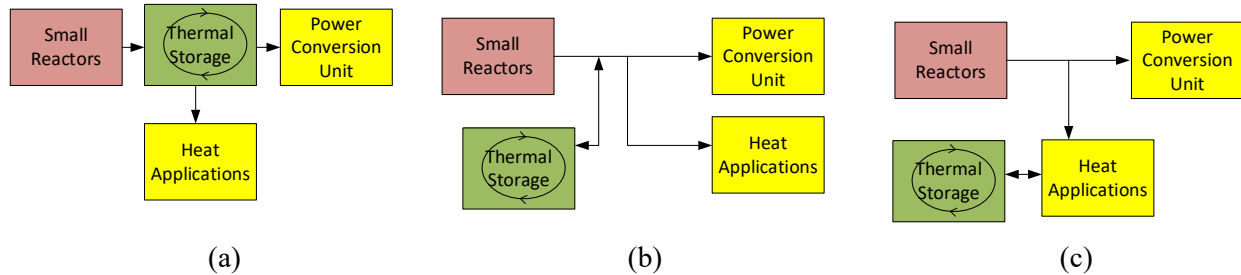 Small
Reactors
Thermal
Storage
Power
Conversion
Unit
Heat
Applications
(a)
Small
Reactors
Power
Conversion
Unit
Thermal
Storage
Heat
Applications
(b)
Small
Reactors
Power
Conversion
Unit
Thermal
Storage
Heat
Applications
(c)